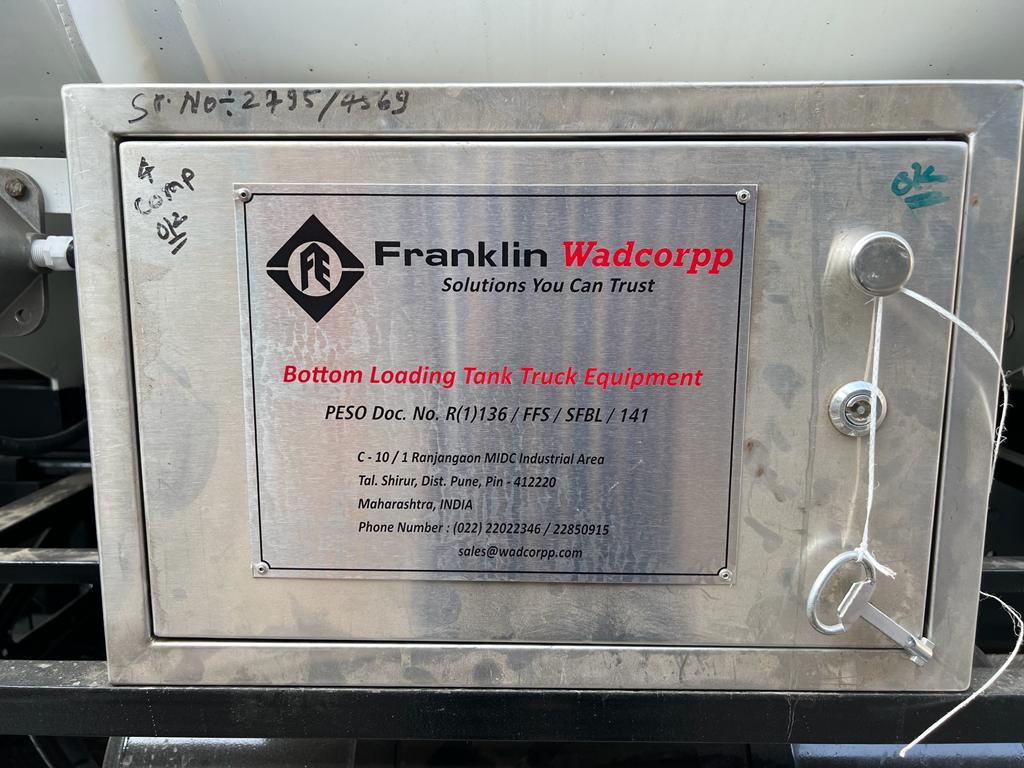 Sr. No÷2795/4569
4
comp
ok
ok
FE
Franklin Wadcorpp
Solutions You Can Trust
Bottom Loading Tank Truck Equipment
PESO Doc. No. R(1)136 / FFS / SFBL / 141
C - 10 / 1 Ranjangaon MIDC Industrial Area
Tal. Shirur, Dist. Pune, Pin - 412220
Maharashtra, INDIA
Phone Number : (022) 22022346 / 22850915
sales@wadcorpp.com